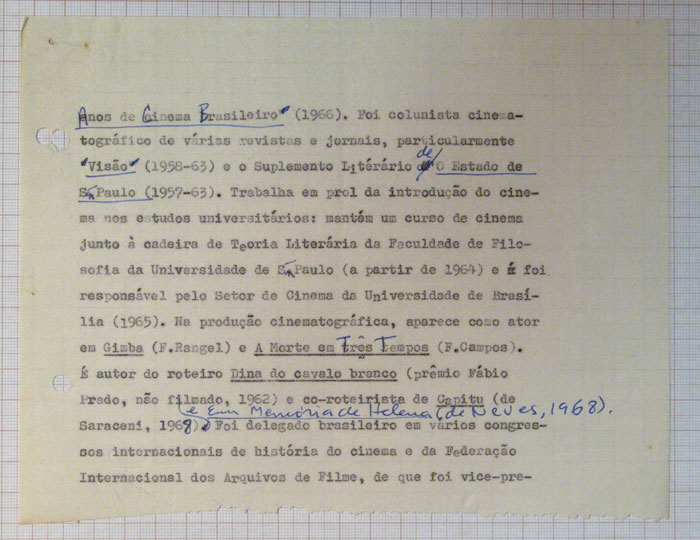 Anos de Cinema Brasileiro" (1966). Foi colunista cinema-
tográfico de várias revistas e jornais, particularmente
"Visão" (1958-63) e o Suplemento Litérário de O Estado de
S. Paulo (1957-63). Trabalha em prol da introdução do cine-
ma nos estudos universitários: mantém um curso de cinema
junto à cadeira de Teoria Literária da Faculdade de Filo-
sofia da Universidade de S. Paulo (a partir de 1964) e foi
responsável pelo Setor de Cinema da Universidade de Brasí-
lia (1965). Na produção cinematográfica, aparece como ator
em Gimba (F.Rangel) e A Morte em Três Tempos (F.Campos).
É autor do roteiro Dina do cavalo branco (prêmio Fábio
Prado, não filmado, 1962) e co-roteirista de Capitu (de
e Em Memória de Helena (de Neves, 1968).
Saraceni, 1968). Foi delegado brasileiro em vários congres-
sos internacionais de história do cinema e da Federação
Internacional dos Arquivos de Filme, de que foi vice-pre-